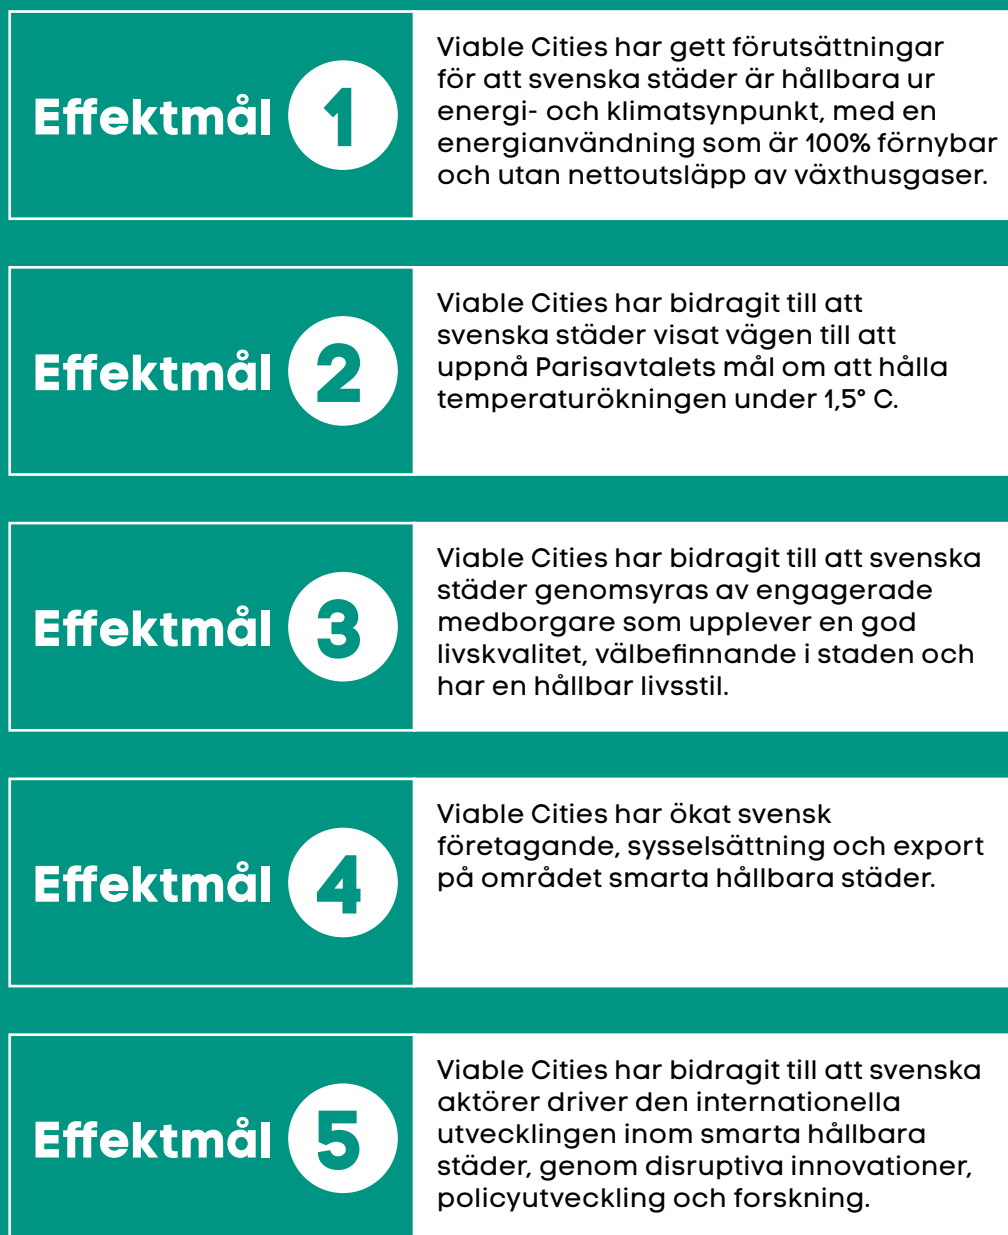 Effektmål 1
Viable Cities har gett förutsättningar
för att svenska städer är hållbara ur
energi- och klimatsynpunkt, med en
energianvändning som är 100% förnybar
och utan nettoutsläpp av växthusgaser.
Effektmål 2
Viable Cities har bidragit till att
svenska städer visat vägen till att
uppnå Parisavtalets mål om att hålla
temperaturökningen under 1,5° C.
Effektmål 3
Viable Cities har bidragit till att svenska
städer genomsyras av engagerade
medborgare som upplever en god
livskvalitet, välbefinnande i staden och
har en hållbar livsstil.
Effektmål 4
Viable Cities har ökat svensk
företagande, sysselsättning och export
på området smarta hållbara städer.
Effektmål 5
Viable Cities har bidragit till att svenska
aktörer driver den internationella
utvecklingen inom smarta hållbara
städer, genom disruptiva innovationer,
policyutveckling och forskning.